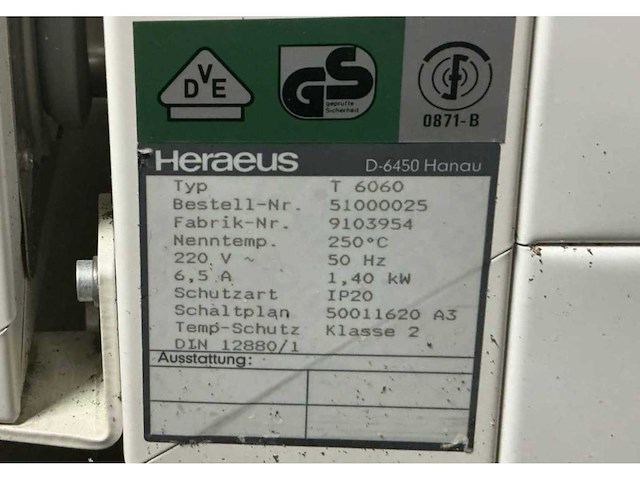 DVE
GS
geprüfte
Sicherheit
0871-B
Heraeus D-6450 Hanau
Typ T 6060
Bestell-Nr. 51000025
Fabrik-Nr. 9103954
Nenntemp. 250°C
220 V ~ 50 Hz
6,5 A 1,40 kW
Schutzart IP20
Schaltplan 50011620 A3
Temp-Schutz Klasse 2
DIN 12880/1
Ausstattung: